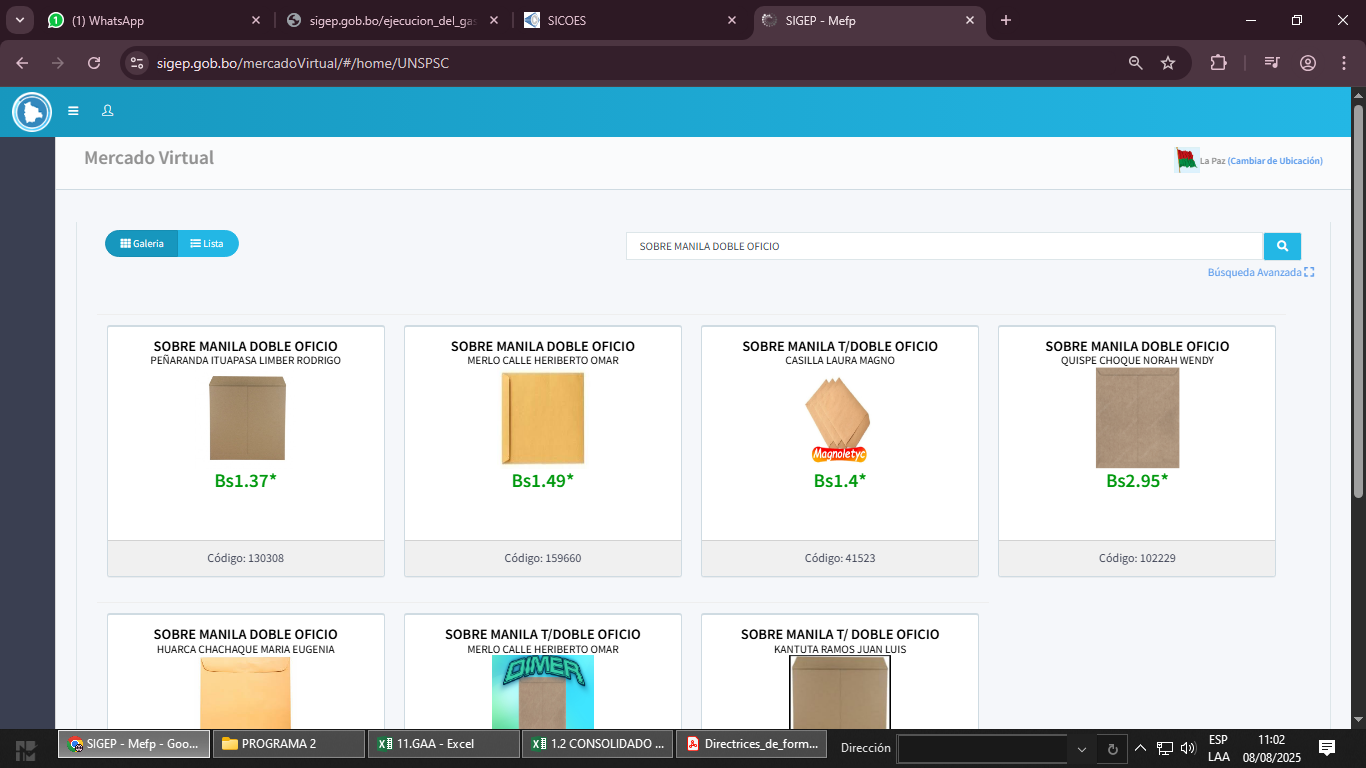 (1) WhatsApp
sigep.gob.bo/ejecucion_del_gas
SICOES
SIGEP - Mefp
sigep.gob.bo/mercadoVirtual/#/home/UNSPSC
Mercado Virtual
La Paz (Cambiar de Ubicación)
Galeria Lista
SOBRE MANILA DOBLE OFICIO
Búsqueda Avanzada
SOBRE MANILA DOBLE OFICIO
PEÑARANDA ITUAPASA LIMBER RODRIGO
Bs1.37*
Código: 130308
SOBRE MANILA DOBLE OFICIO
MERLO CALLE HERIBERTO OMAR
Bs1.49*
Código: 159660
SOBRE MANILA T/DOBLE OFICIO
CASILLA LAURA MAGNO
Magnoletyc
Bs1.4*
Código: 41523
SOBRE MANILA DOBLE OFICIO
QUISPE CHOQUE NORAH WENDY
Bs2.95*
Código: 102229
SOBRE MANILA DOBLE OFICIO
HUARCA CHACHAQUE MARIA EUGENIA
SOBRE MANILA T/DOBLE OFICIO
MERLO CALLE HERIBERTO OMAR
DIMER
SOBRE MANILA T/ DOBLE OFICIO
KANTUTA RAMOS JUAN LUIS
SIGEP - Mefp - Goo...
PROGRAMA 2
11.GAA - Excel
1.2 CONSOLIDADO ...
Directrices_de_form...
Dirección
ESP
LAA
11:02
08/08/2025